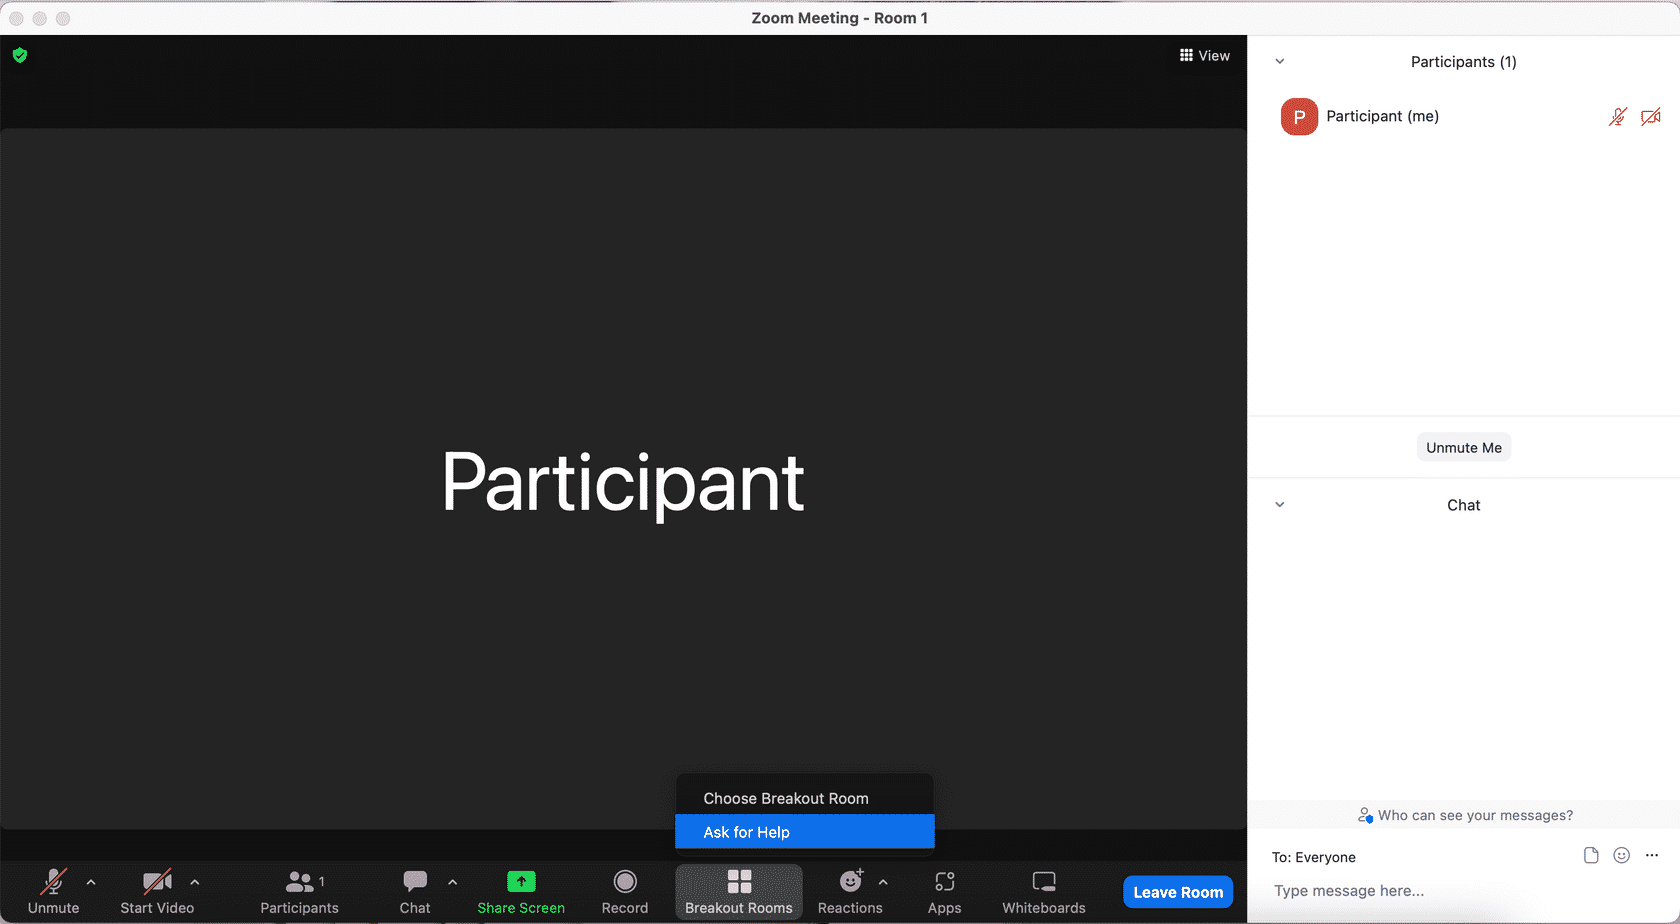 Zoom Meeting - Room 1
View
Participants (1)
P
Participant (me)
Participant
Unmute Me
Chat
Choose Breakout Room
Ask for Help
Who can see your messages?
To: Everyone
Type message here...
Unmute
Start Video
1
Participants
Chat
Share Screen
Record
Breakout Rooms
Reactions
Apps
Whiteboards
Leave Room